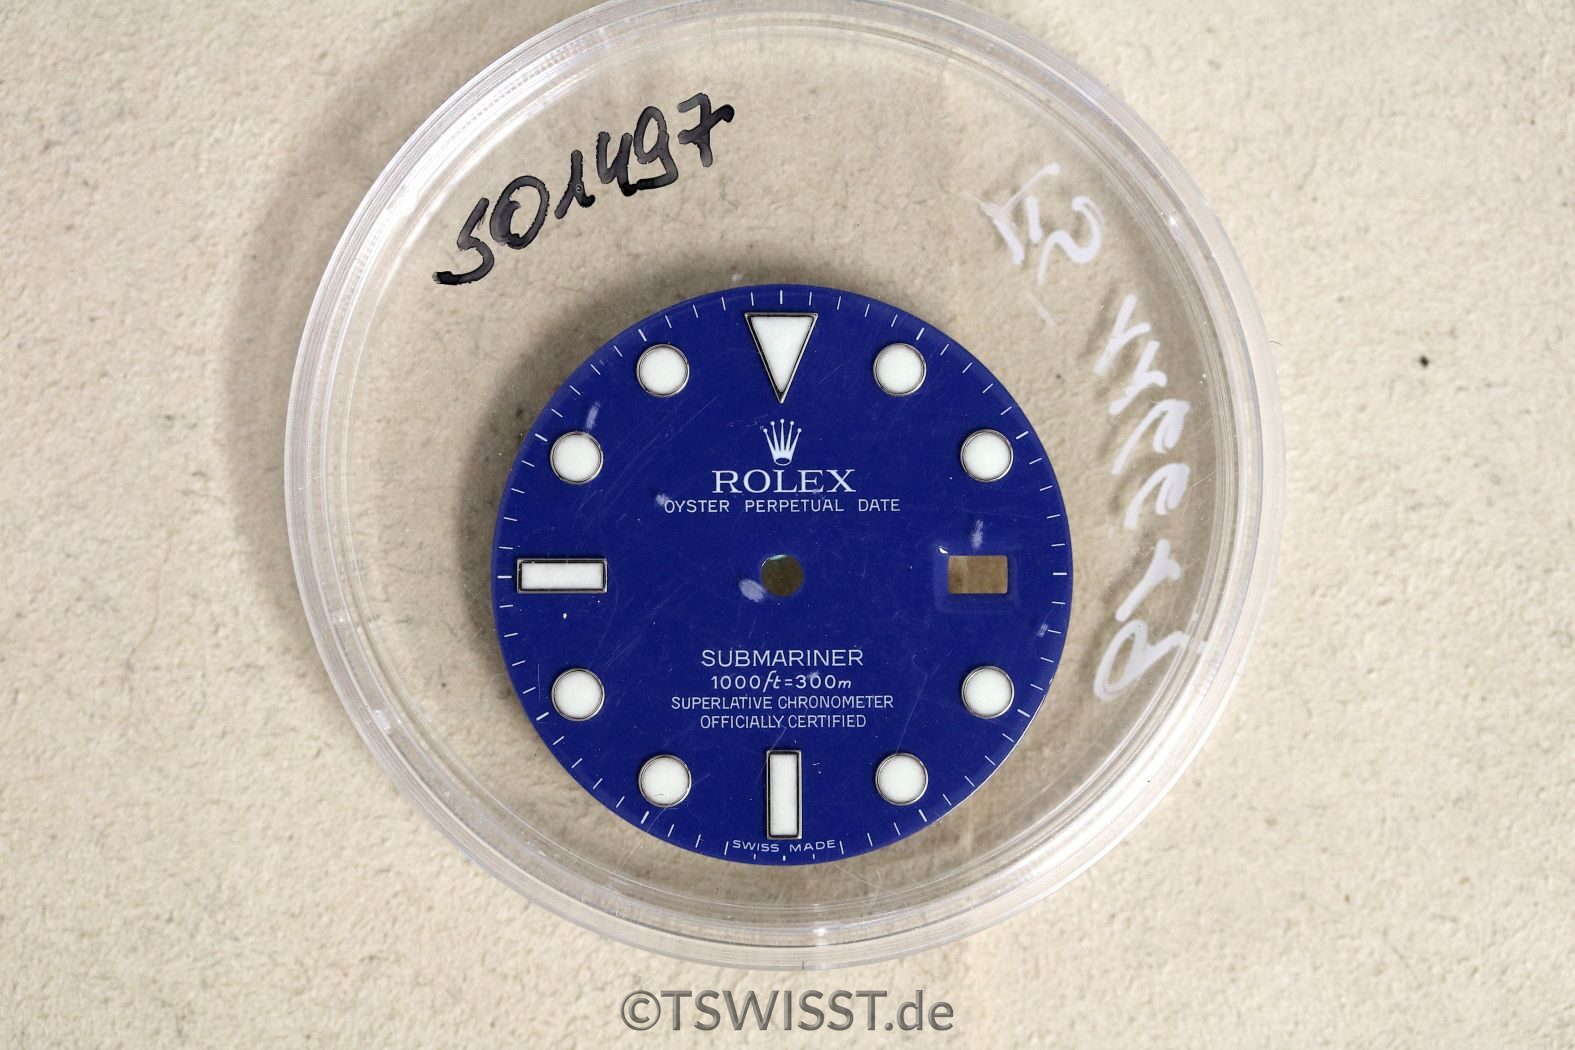 501497
ROLEX
OYSTER PERPETUAL DATE
SUBMARINER
1000ft=300m
SUPERLATIVE CHRONOMETER
OFFICIALLY CERTIFIED
SWISS MADE
©TSWISST.de